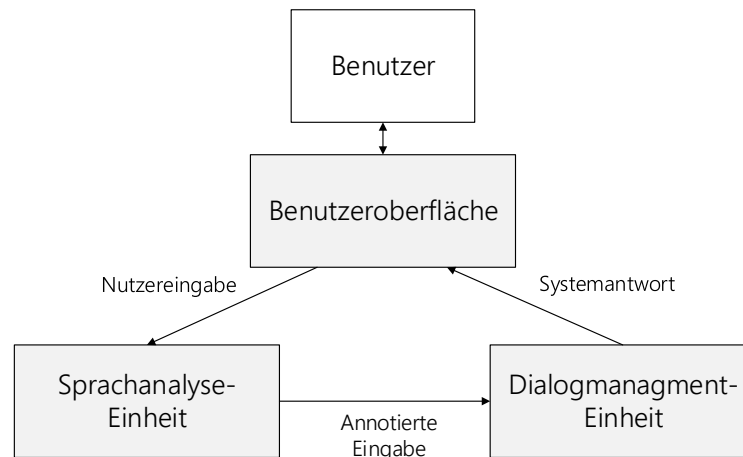 Benutzer
Benutzeroberfläche
Nutzereingabe
Systemantwort
Sprachanalyse-
Einheit
Annotierte
Eingabe
Dialogmanagment-
Einheit